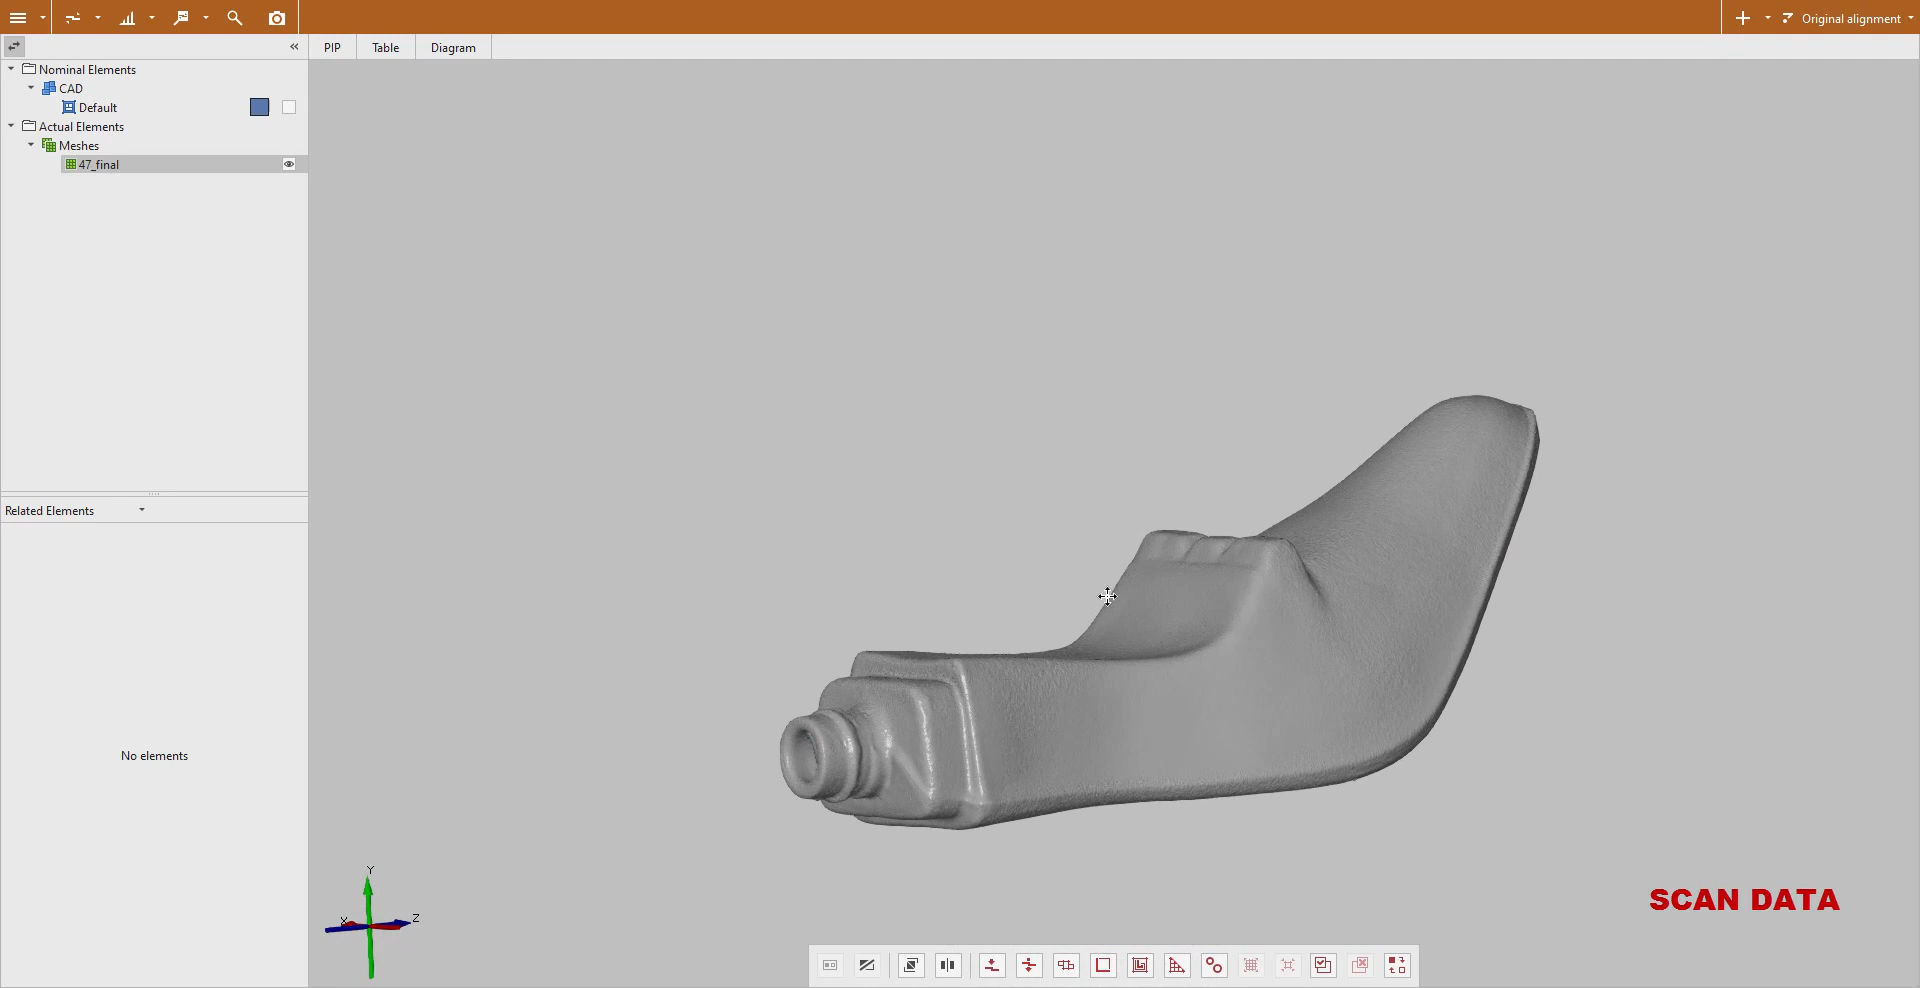 Original alignment
PIP
Table
Diagram
Nominal Elements
CAD
Default
Actual Elements
Meshes
47_final
Related Elements
No elements
Y
X
Z
SCAN DATA